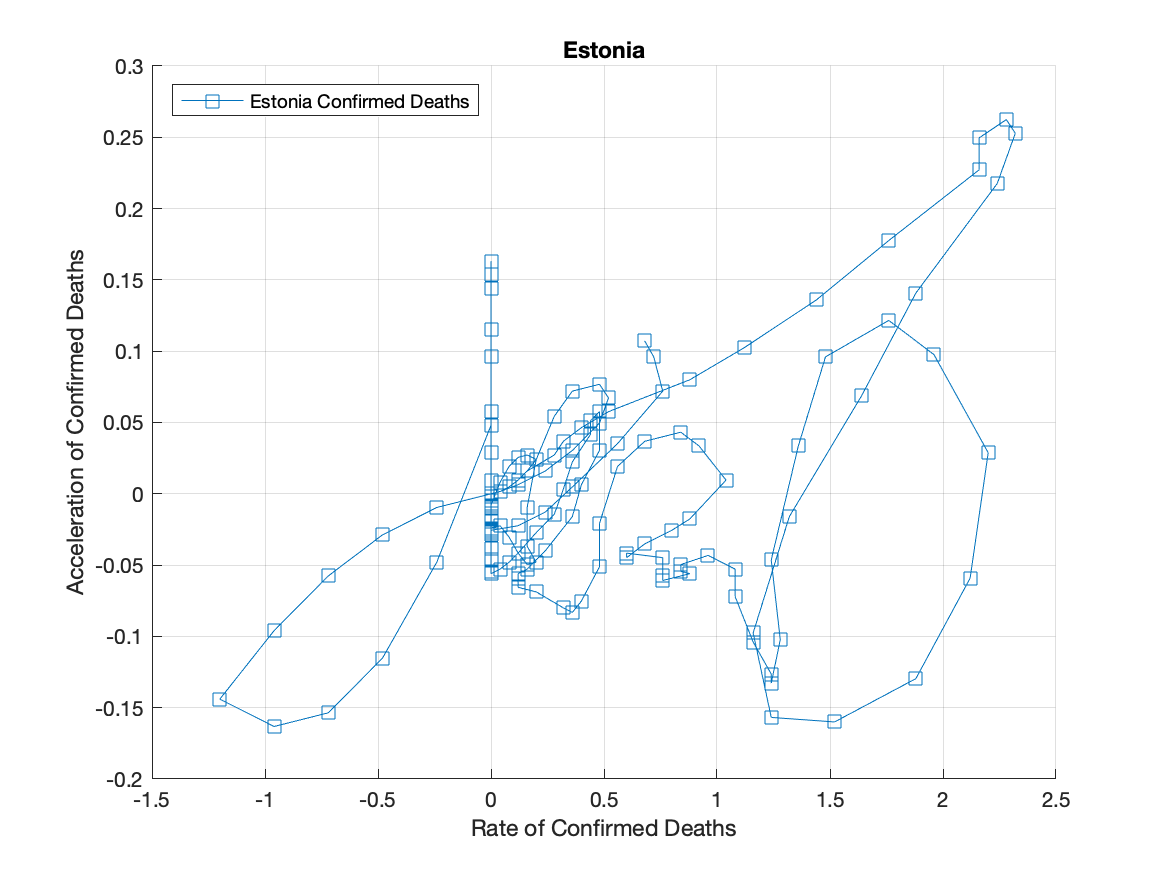 Estonia
Estonia Confirmed Deaths
0.3
0.25
0.2
0.15
0.1
0.05
0
-0.05
-0.1
-0.15
-0.2
Acceleration of Confirmed Deaths
-1.5 -1 -0.5 0 0.5 1 1.5 2 2.5
Rate of Confirmed Deaths